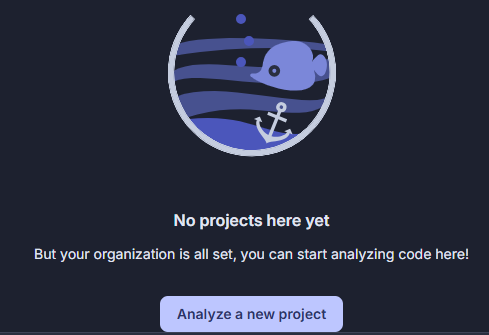 No projects here yet
But your organization is all set, you can start analyzing code here!
Analyze a new project